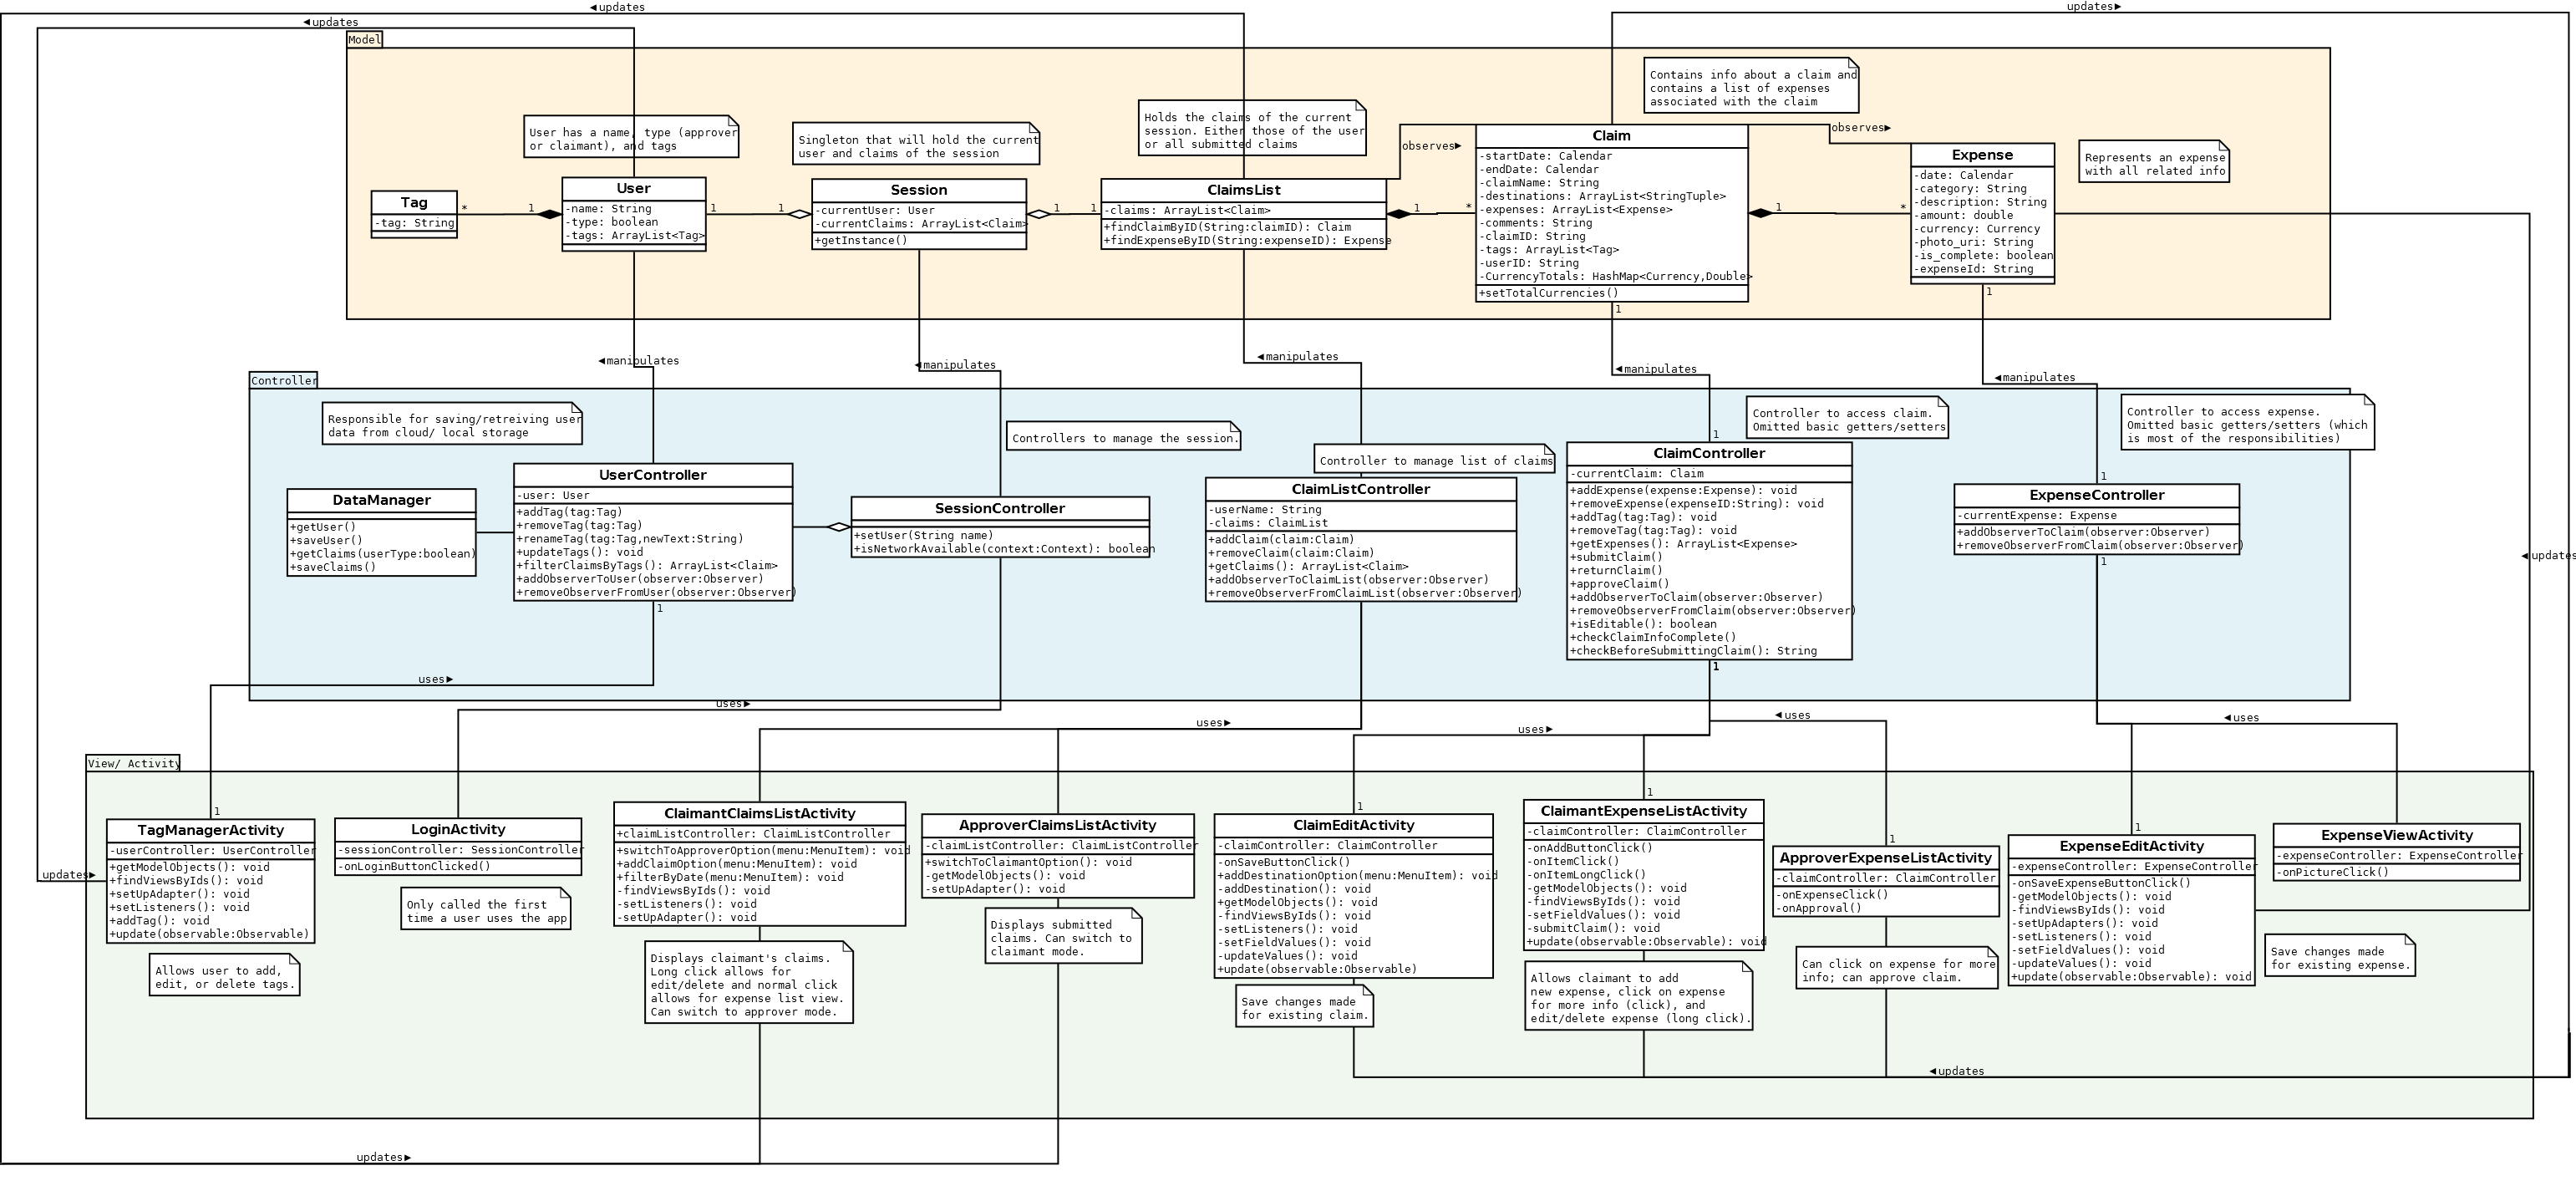 ◄updates
updates►
◄updates
Model
Contains info about a claim and
contains a list of expenses
associated with the claim
Holds the claims of the current
session. Either those of the user
or all submitted claims
User has a name, type (approver
or claimant), and tags
Singleton that will hold the current
user and claims of the session
observes►
observes►
Represents an expense
with all related info
Tag
-tag: String
*
1
User
-name: String
-type: boolean
-tags: ArrayList<Tag>
1
1
Session
-currentUser: User
-currentClaims: ArrayList<Claim>
+getInstance()
1
1
ClaimsList
-claims: ArrayList<Claim>
+findClaimByID(String:claimID): Claim
+findExpenseByID(String:expenseID): Expense
1
*
Claim
-startDate: Calendar
-endDate: Calendar
-claimName: String
-destinations: ArrayList<StringTuple>
-expenses: ArrayList<Expense>
-comments: String
-claimID: String
-tags: ArrayList<Tag>
-userID: String
-CurrencyTotals: HashMap<Currency,Double>
+setTotalCurrencies()
1
*
1
Expense
-date: Calendar
-category: String
-description: String
-amount: double
-currency: Currency
-photo_uri: String
-is_complete: boolean
-expenseId: String
1
◄manipulates
◄manipulates
◄manipulates
◄manipulates
◄manipulates
Controller
Responsible for saving/retreiving user
data from cloud/ local storage
Controllers to manage the session.
Controller to manage list of claims
Controller to access claim.
Omitted basic getters/setters
Controller to access expense.
Omitted basic getters/setters (which
is most of the responsibilities)
DataManager
+getUser()
+saveUser()
+getClaims(userType:boolean)
+saveClaims()
UserController
-user: User
+addTag(tag:Tag)
+removeTag(tag:Tag)
+renameTag(tag:Tag,newText:String)
+updateTags(): void
+filterClaimsByTags(): ArrayList<Claim>
+addObserverToUser(observer:Observer)
+removeObserverFromUser(observer:Observer)
1
SessionController
+setUser(String name)
+isNetworkAvailable(context:Context): boolean
ClaimListController
-userName: String
-claims: ClaimList
+addClaim(claim:Claim)
+removeClaim(claim:Claim)
+getClaims(): ArrayList<Claim>
+addObserverToClaimList(observer:Observer)
+removeObserverFromClaimList(observer:Observer)
1
ClaimController
-currentClaim: Claim
+addExpense(expense:Expense): void
+removeExpense(expenseID:String): void
+addTag(tag:Tag): void
+removeTag(tag:Tag): void
+getExpenses(): ArrayList<Expense>
+submitClaim()
+returnClaim()
+approveClaim()
+addObserverToClaim(observer:Observer)
+removeObserverFromClaim(observer:Observer)
+isEditable(): boolean
+checkClaimInfoComplete()
+checkBeforeSubmittingClaim(): String
1
1
ExpenseController
-currentExpense: Expense
+addObserverToClaim(observer:Observer)
+removeObserverFromClaim(observer:Observer)
1
◄updates
uses►
uses►
uses►
uses►
◄uses
◄uses
View/ Activity
updates►
1
TagManagerActivity
-userController: UserController
+getModelObjects(): void
+findViewsByIds(): void
+setUpAdapter(): void
+setListeners(): void
+addTag(): void
+update(observable:Observable)
Allows user to add,
edit, or delete tags.
LoginActivity
-sessionController: SessionController
-onLoginButtonClicked()
Only called the first
time a user uses the app
ClaimantClaimsListActivity
+claimListController: ClaimListController
+switchToApproverOption(menu:MenuItem): void
+addClaimOption(menu:MenuItem): void
+filterByDate(menu:MenuItem): void
-findViewsByIds(): void
-setListeners(): void
-setUpAdapter(): void
Displays claimant's claims.
Long click allows for
edit/delete and normal click
allows for expense list view.
Can switch to approver mode.
ApproverClaimsListActivity
-claimListController: ClaimListController
+switchToClaimantOption(): void
-getModelObjects(): void
-setUpAdapter(): void
Displays submitted
claims. Can switch to
claimant mode.
1
ClaimEditActivity
-claimController: ClaimController
-onSaveButtonClick()
+addDestinationOption(menu:MenuItem): void
-addDestination(): void
+getModelObjects(): void
-findViewsByIds(): void
-setListeners(): void
-setFieldValues(): void
-updateValues(): void
+update(observable:Observable)
Save changes made
for existing claim.
1
ClaimantExpenseListActivity
-claimController: ClaimController
-onAddButtonClick()
-onItemClick()
-onItemLongClick()
-getModelObjects(): void
-findViewsByIds(): void
-setFieldValues(): void
-submitClaim(): void
+update(observable:Observable): void
Allows claimant to add
new expense, click on expense
for more info (click), and
edit/delete expense (long click).
1
ApproverExpenseListActivity
-claimController: ClaimController
-onExpenseClick()
-onApproval()
Can click on expense for more
info; can approve claim.
1
ExpenseEditActivity
-expenseController: ExpenseController
-onSaveExpenseButtonClick()
-getModelObjects(): void
-findViewsByIds(): void
-setUpAdapters(): void
-setListeners(): void
-setFieldValues(): void
-updateValues(): void
+update(observable:Observable): void
ExpenseViewActivity
-expenseController: ExpenseController
-onPictureClick()
Save changes made
for existing expense.
◄updates
updates►